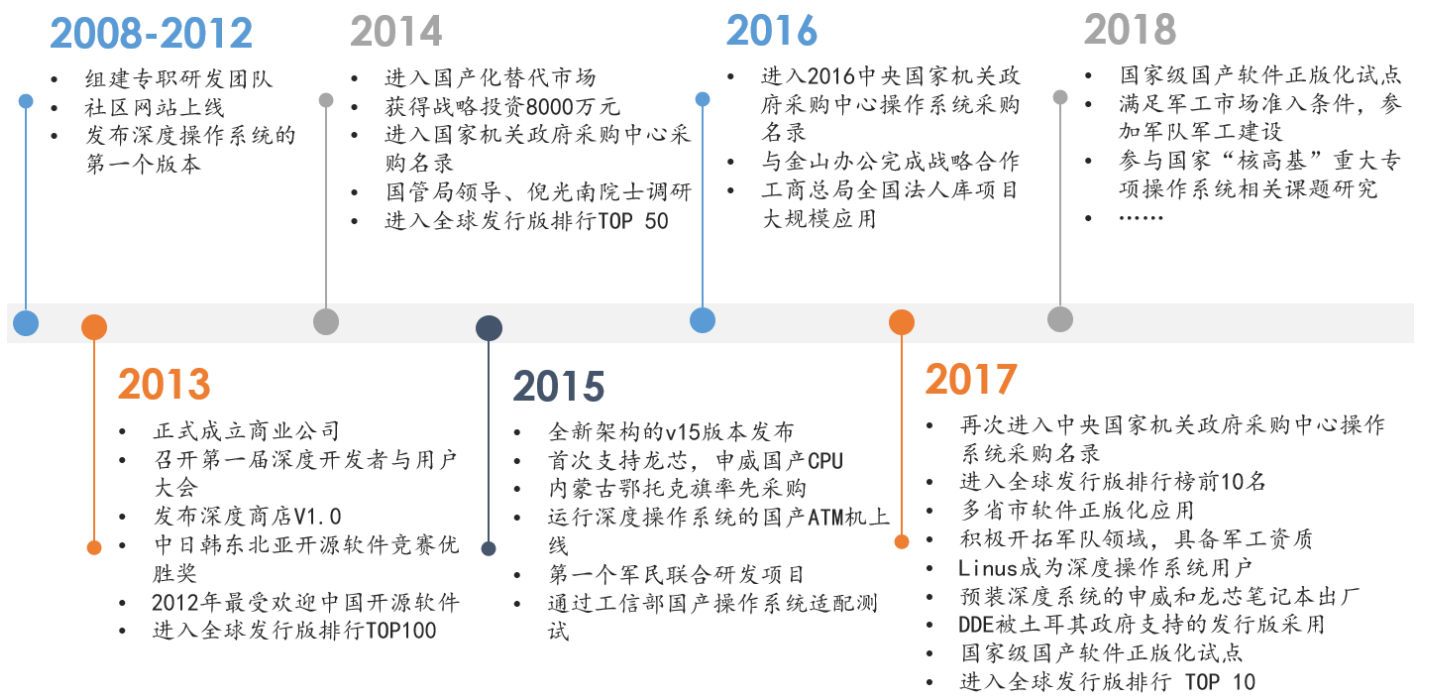 2008-2012
• 组建专职研发团队
• 社区网站上线
• 发布深度操作系统的
第一个版本
2014
• 进入国产化替代市场
• 获得战略投资8000万元
• 进入国家机关政府采购中心采
购名录
• 国管局领导、倪光南院士调研
• 进入全球发行版排行TOP 50
2016
• 进入2016中央国家机关政
府采购中心操作系统采购
名录
• 与金山办公完成战略合作
• 工商总局全国法人库项目
大规模应用
2018
• 国家级国产软件正版化试点
• 满足军工市场准入条件，参
加军队军工建设
• 参与国家“核高基”重大专
项操作系统相关课题研究
• ……
2013
• 正式成立商业公司
• 召开第一届深度开发者与用户
大会
• 发布深度商店V1.0
• 中日韩东北亚开源软件竞赛优
胜奖
• 2012年最受欢迎中国开源软件
• 进入全球发行版排行TOP100
2015
• 全新架构的v15版本发布
• 首次支持龙芯，申威国产CPU
• 内蒙古鄂托克旗率先采购
• 运行深度操作系统的国产ATM机上
线
• 第一个军民联合研发项目
• 通过工信部国产操作系统适配测
试
2017
• 再次进入中央国家机关政府采购中心操作
系统采购名录
• 进入全球发行版排行榜前10名
• 多省市软件正版化应用
• 积极开拓军队领域，具备军工资质
• Linus成为深度操作系统用户
• 预装深度系统的申威和龙芯笔记本出厂
• DDE被土耳其政府支持的发行版采用
• 国家级国产软件正版化试点
• 进入全球发行版排行 TOP 10